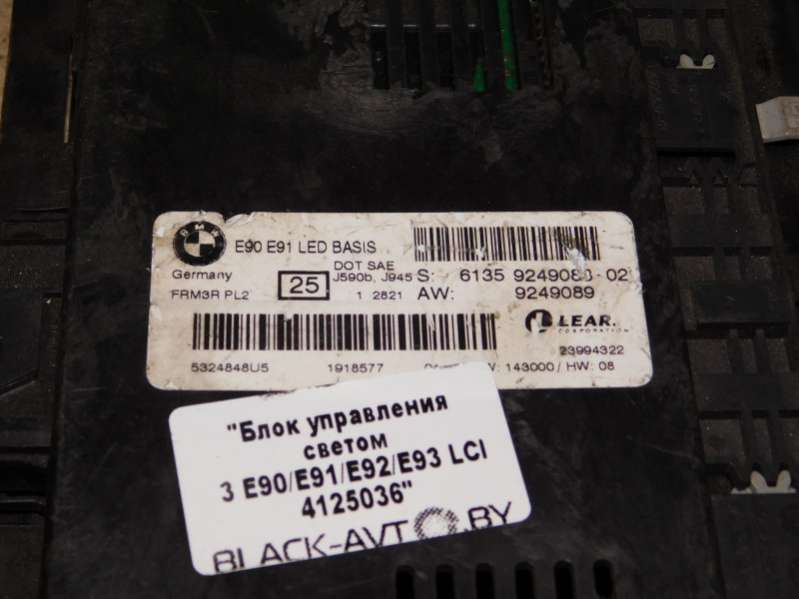 BMW
E90 E91 LED BASIS
Germany
DOT SAE
25
J590b, J945
S: 6135 9249088-02
FRM3R PL2
1 2821
AW: 9249089
LEAR.
CORPORATION
23994322
5324848U5
1918577
143000 / HW: 08
"Блок управления
светом
3 E90/E91/E92/E93 LCI
4125036"
BLACK-AVTO.BY